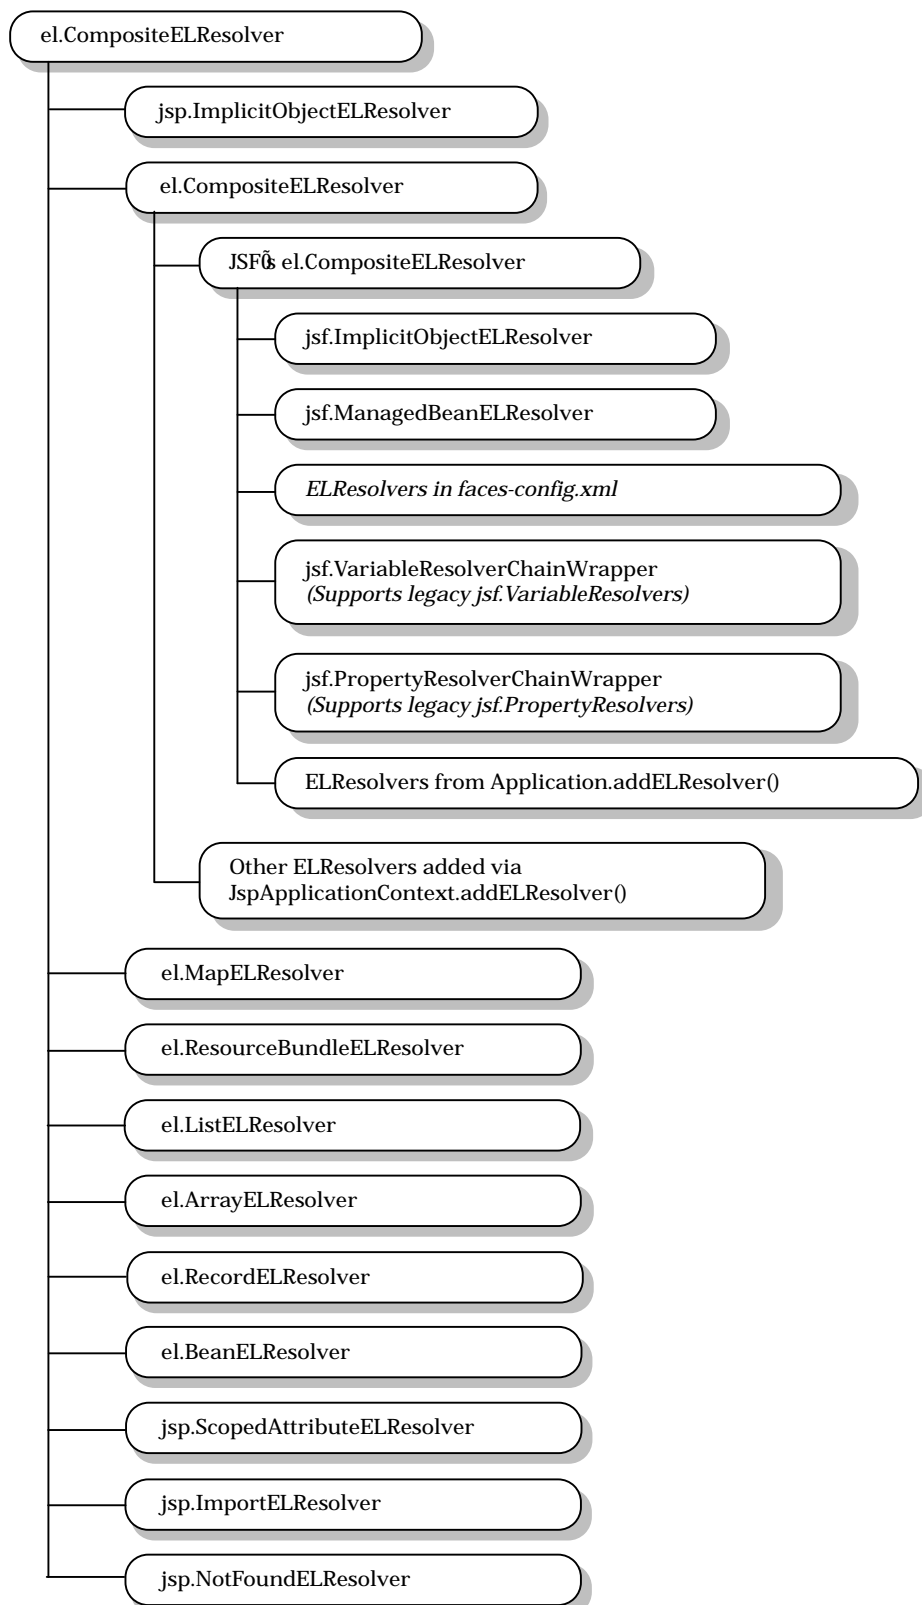 el.CompositeELResolver
jsp.ImplicitObjectELResolver
el.CompositeELResolver
JSFÕs el.CompositeELResolver
jsf.ImplicitObjectELResolver
jsf.ManagedBeanELResolver
ELResolvers in faces-config.xml
jsf.VariableResolverChainWrapper
(Supports legacy jsf.VariableResolvers)
jsf.PropertyResolverChainWrapper
(Supports legacy jsf.PropertyResolvers)
ELResolvers from Application.addELResolver()
Other ELResolvers added via
JspApplicationContext.addELResolver()
el.MapELResolver
el.ResourceBundleELResolver
el.ListELResolver
el.ArrayELResolver
el.RecordELResolver
el.BeanELResolver
jsp.ScopedAttributeELResolver
jsp.ImportELResolver
jsp.NotFoundELResolver